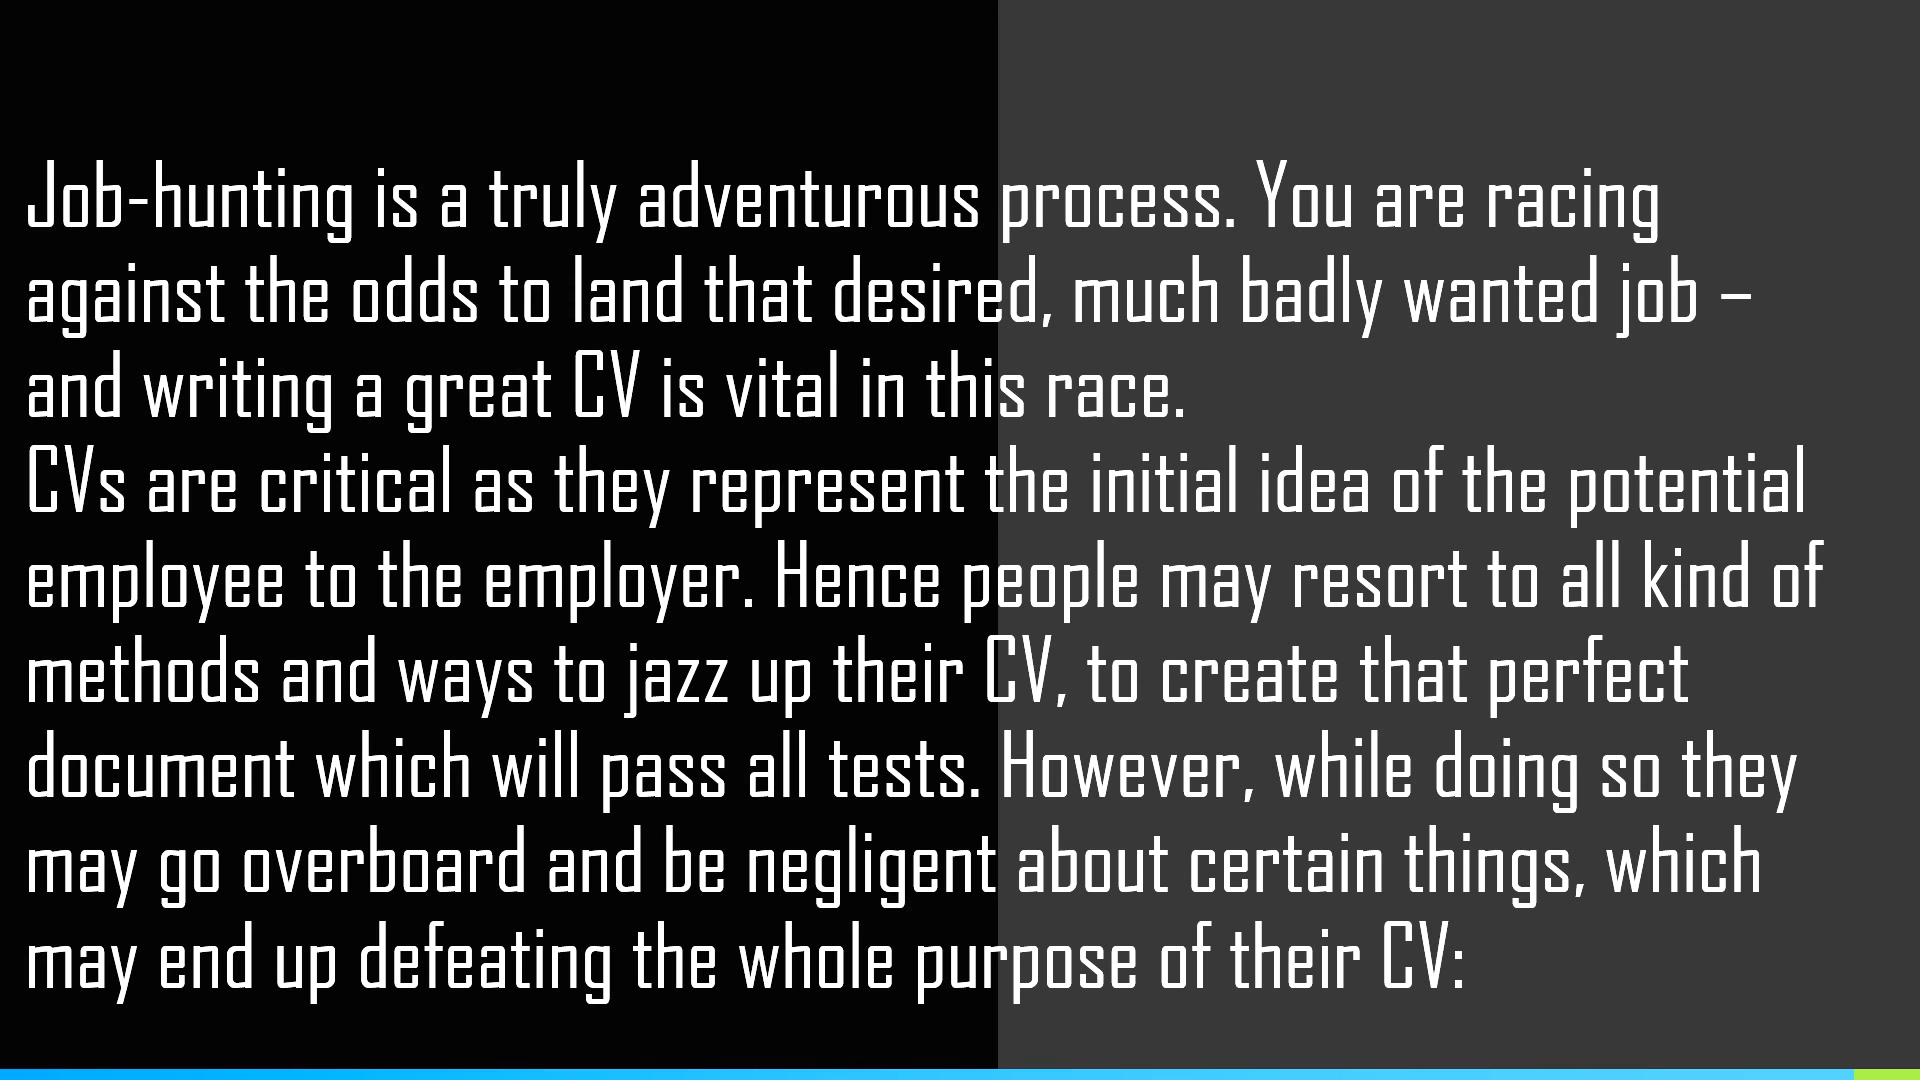 Job-hunting is a truly adventurous process. You are racing
against the odds to land that desired, much badly wanted job –
and writing a great CV is vital in this race.
CVs are critical as they represent the initial idea of the potential
employee to the employer. Hence people may resort to all kind of
methods and ways to jazz up their CV, to create that perfect
document which will pass all tests. However, while doing so they
may go overboard and be negligent about certain things, which
may end up defeating the whole purpose of their CV: